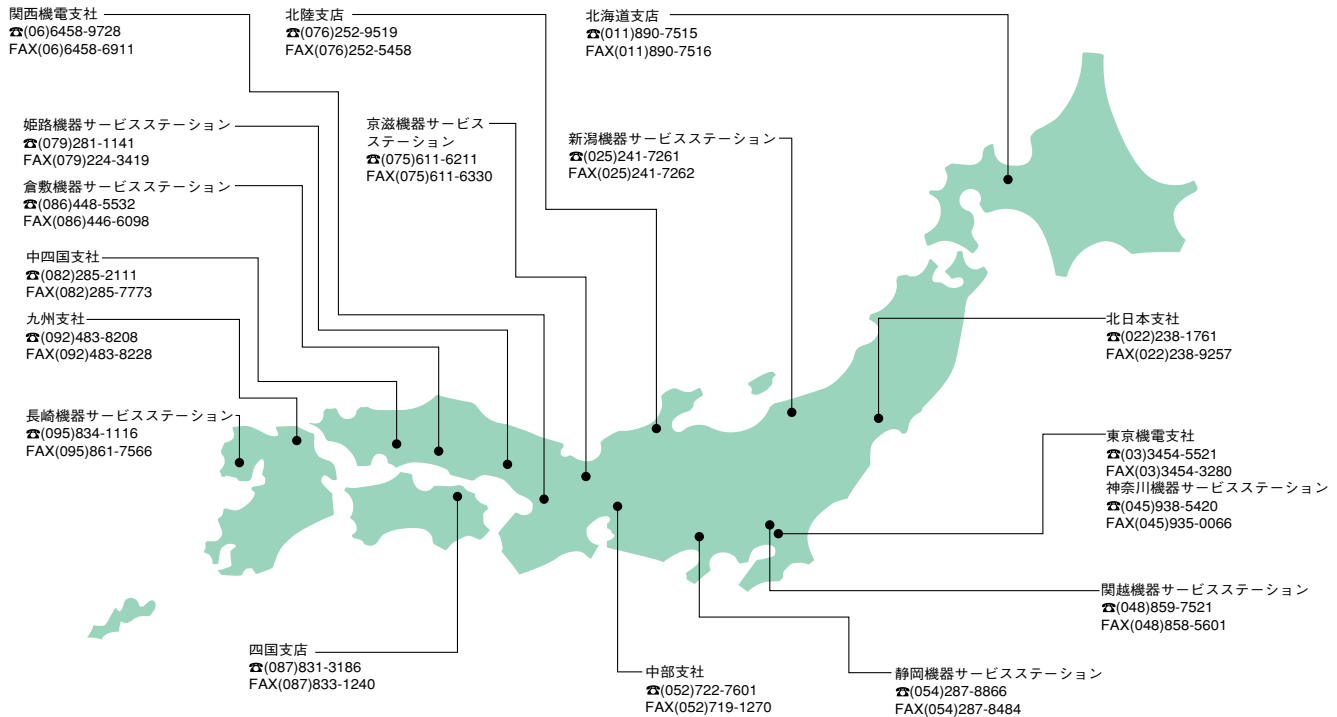 関西機電支社
☎(06)6458-9728
FAX(06)6458-6911
北陸支店
☎(076)252-9519
FAX(076)252-5458
北海道支店
☎(011)890-7515
FAX(011)890-7516
姫路機器サービスステーション
☎(079)281-1141
FAX(079)224-3419
京滋機器サービス
ステーション
☎(075)611-6211
FAX(075)611-6330
新潟機器サービスステーション
☎(025)241-7261
FAX(025)241-7262
倉敷機器サービスステーション
☎(086)448-5532
FAX(086)446-6098
中四国支社
☎(082)285-2111
FAX(082)285-7773
九州支社
☎(092)483-8208
FAX(092)483-8228
北日本支社
☎(022)238-1761
FAX(022)238-9257
長崎機器サービスステーション
☎(095)834-1116
FAX(095)861-7566
東京機電支社
☎(03)3454-5521
FAX(03)3454-3280
神奈川機器サービスステーション
☎(045)938-5420
FAX(045)935-0066
関越機器サービスステーション
☎(048)859-7521
FAX(048)858-5601
四国支店
☎(087)831-3186
FAX(087)833-1240
中部支社
☎(052)722-7601
FAX(052)719-1270
静岡機器サービスステーション
☎(054)287-8866
FAX(054)287-8484